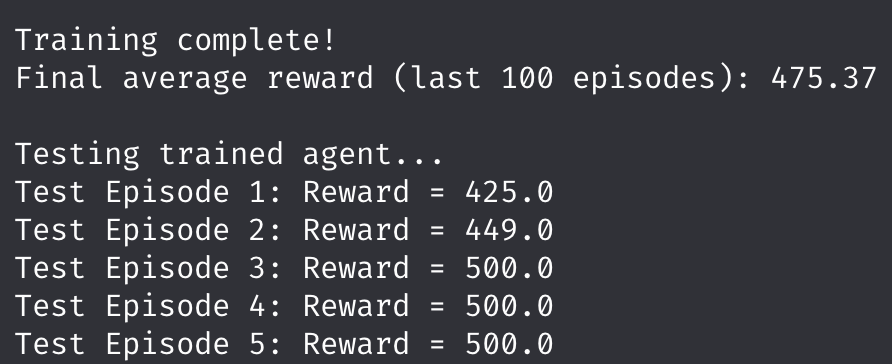 Training complete!
Final average reward (last 100 episodes): 475.37
Testing trained agent...
Test Episode 1: Reward = 425.0
Test Episode 2: Reward = 449.0
Test Episode 3: Reward = 500.0
Test Episode 4: Reward = 500.0
Test Episode 5: Reward = 500.0